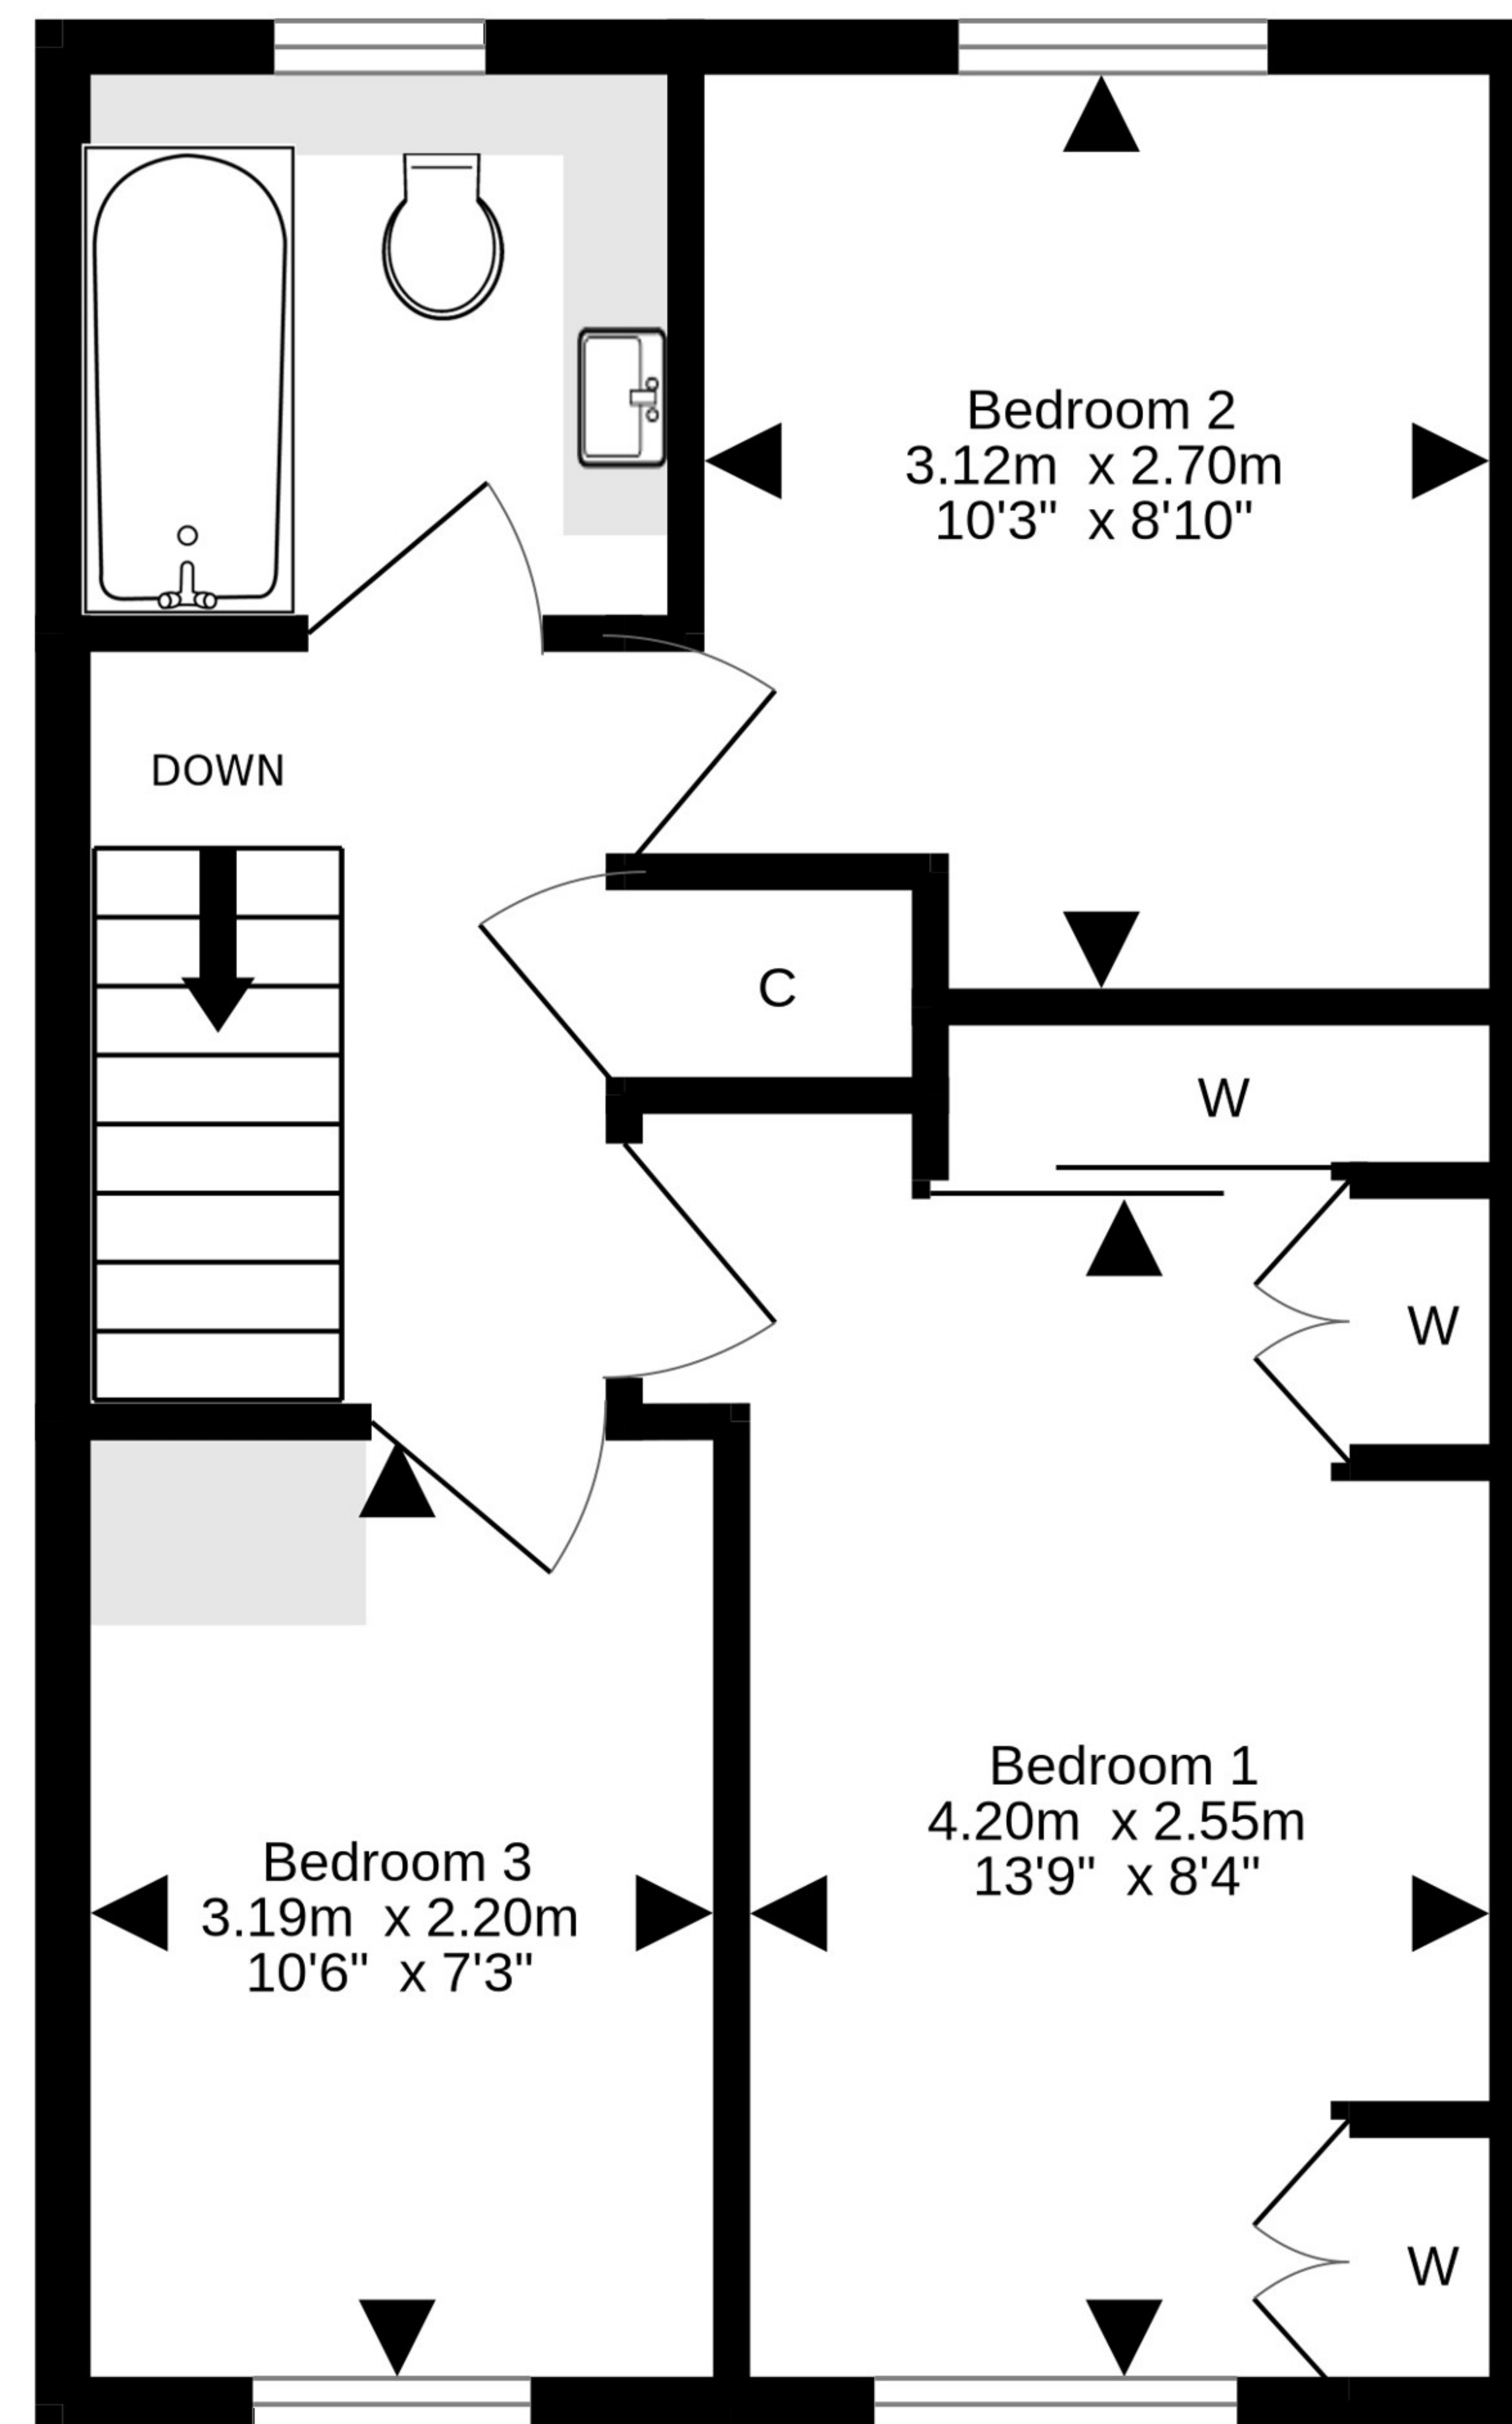 Bedroom 2
3.12m x 2.70m
10'3" x 8'10"
DOWN
C
W
W
Bedroom 1
4.20m x 2.55m
13'9" x 8'4"
Bedroom 3
3.19m x 2.20m
10'6" x 7'3"
W